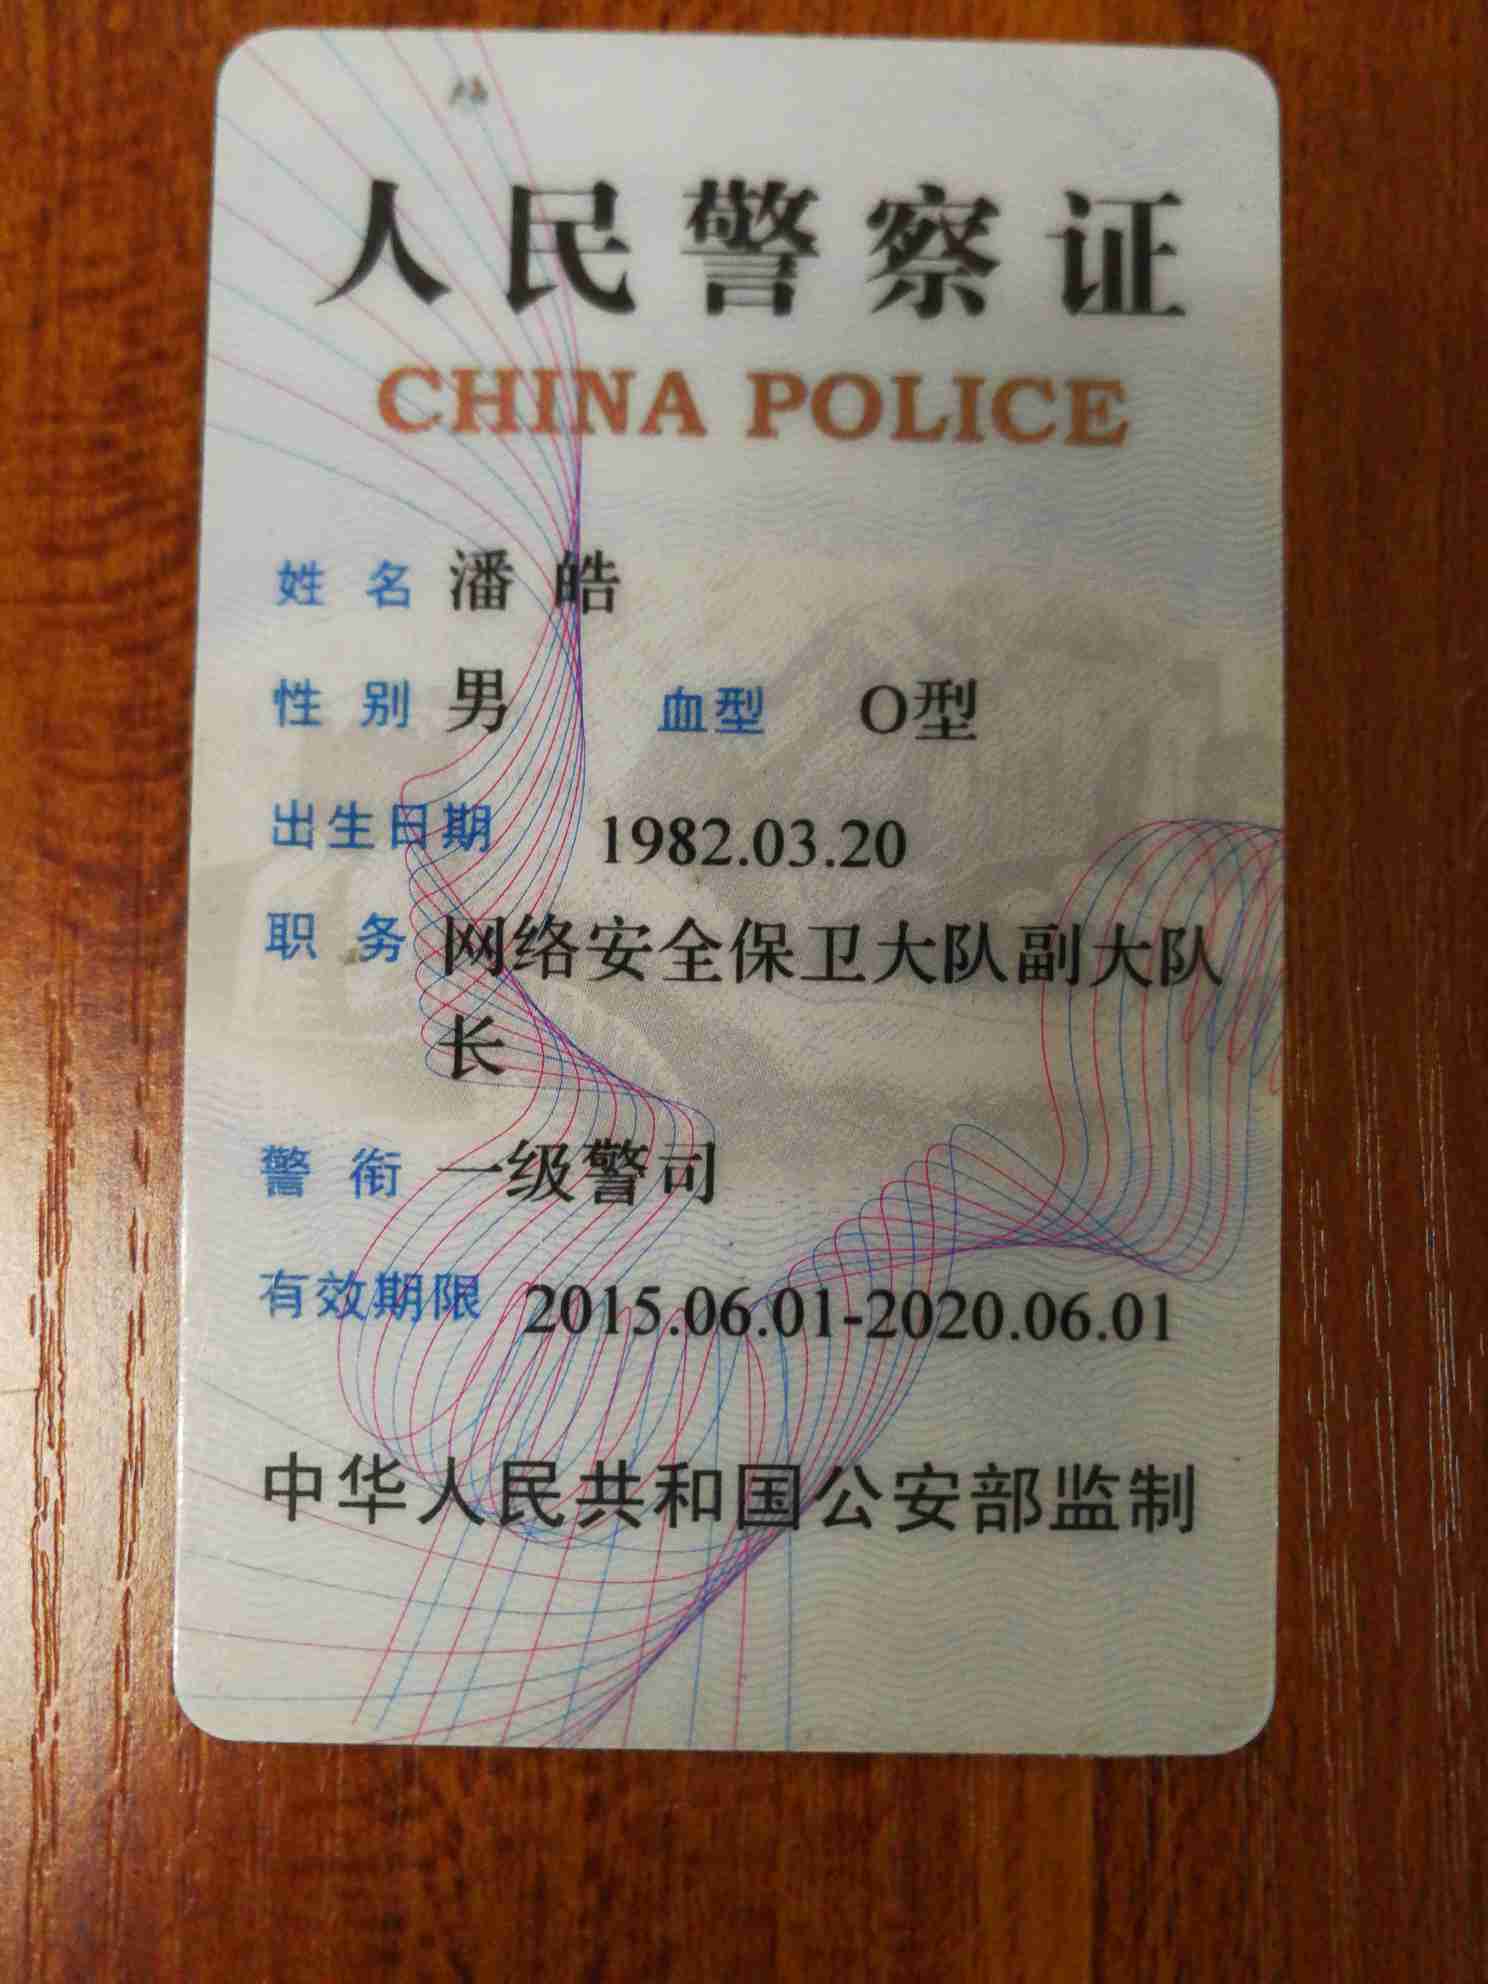 人民警察证
CHINA POLICE
姓 名 潘 皓
性 别 男 血型 O型
出生日期 1982.03.20
职 务 网络安全保卫大队副大队
长
警 衔 一级警司
有效期限 2015.06.01-2020.06.01
中华人民共和国公安部监制